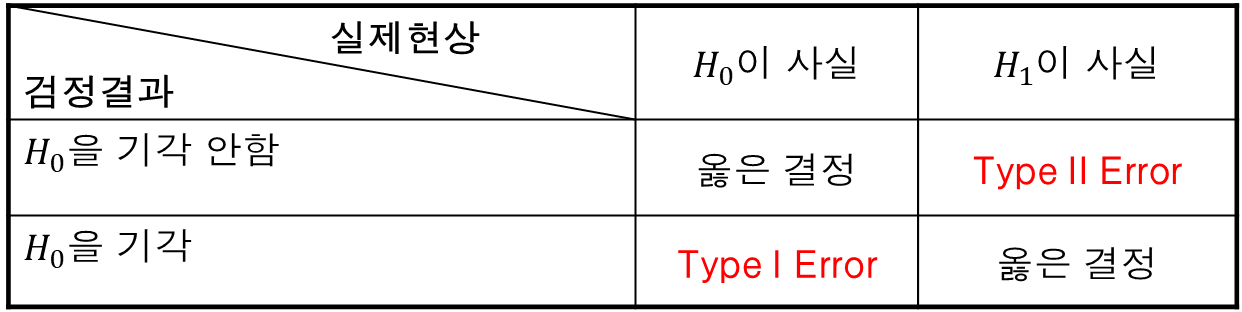 실제현상
검정결과
H₀이 사실
H₁이 사실
H₀을 기각 안함
옳은 결정
Type II Error
H₀을 기각
Type I Error
옳은 결정